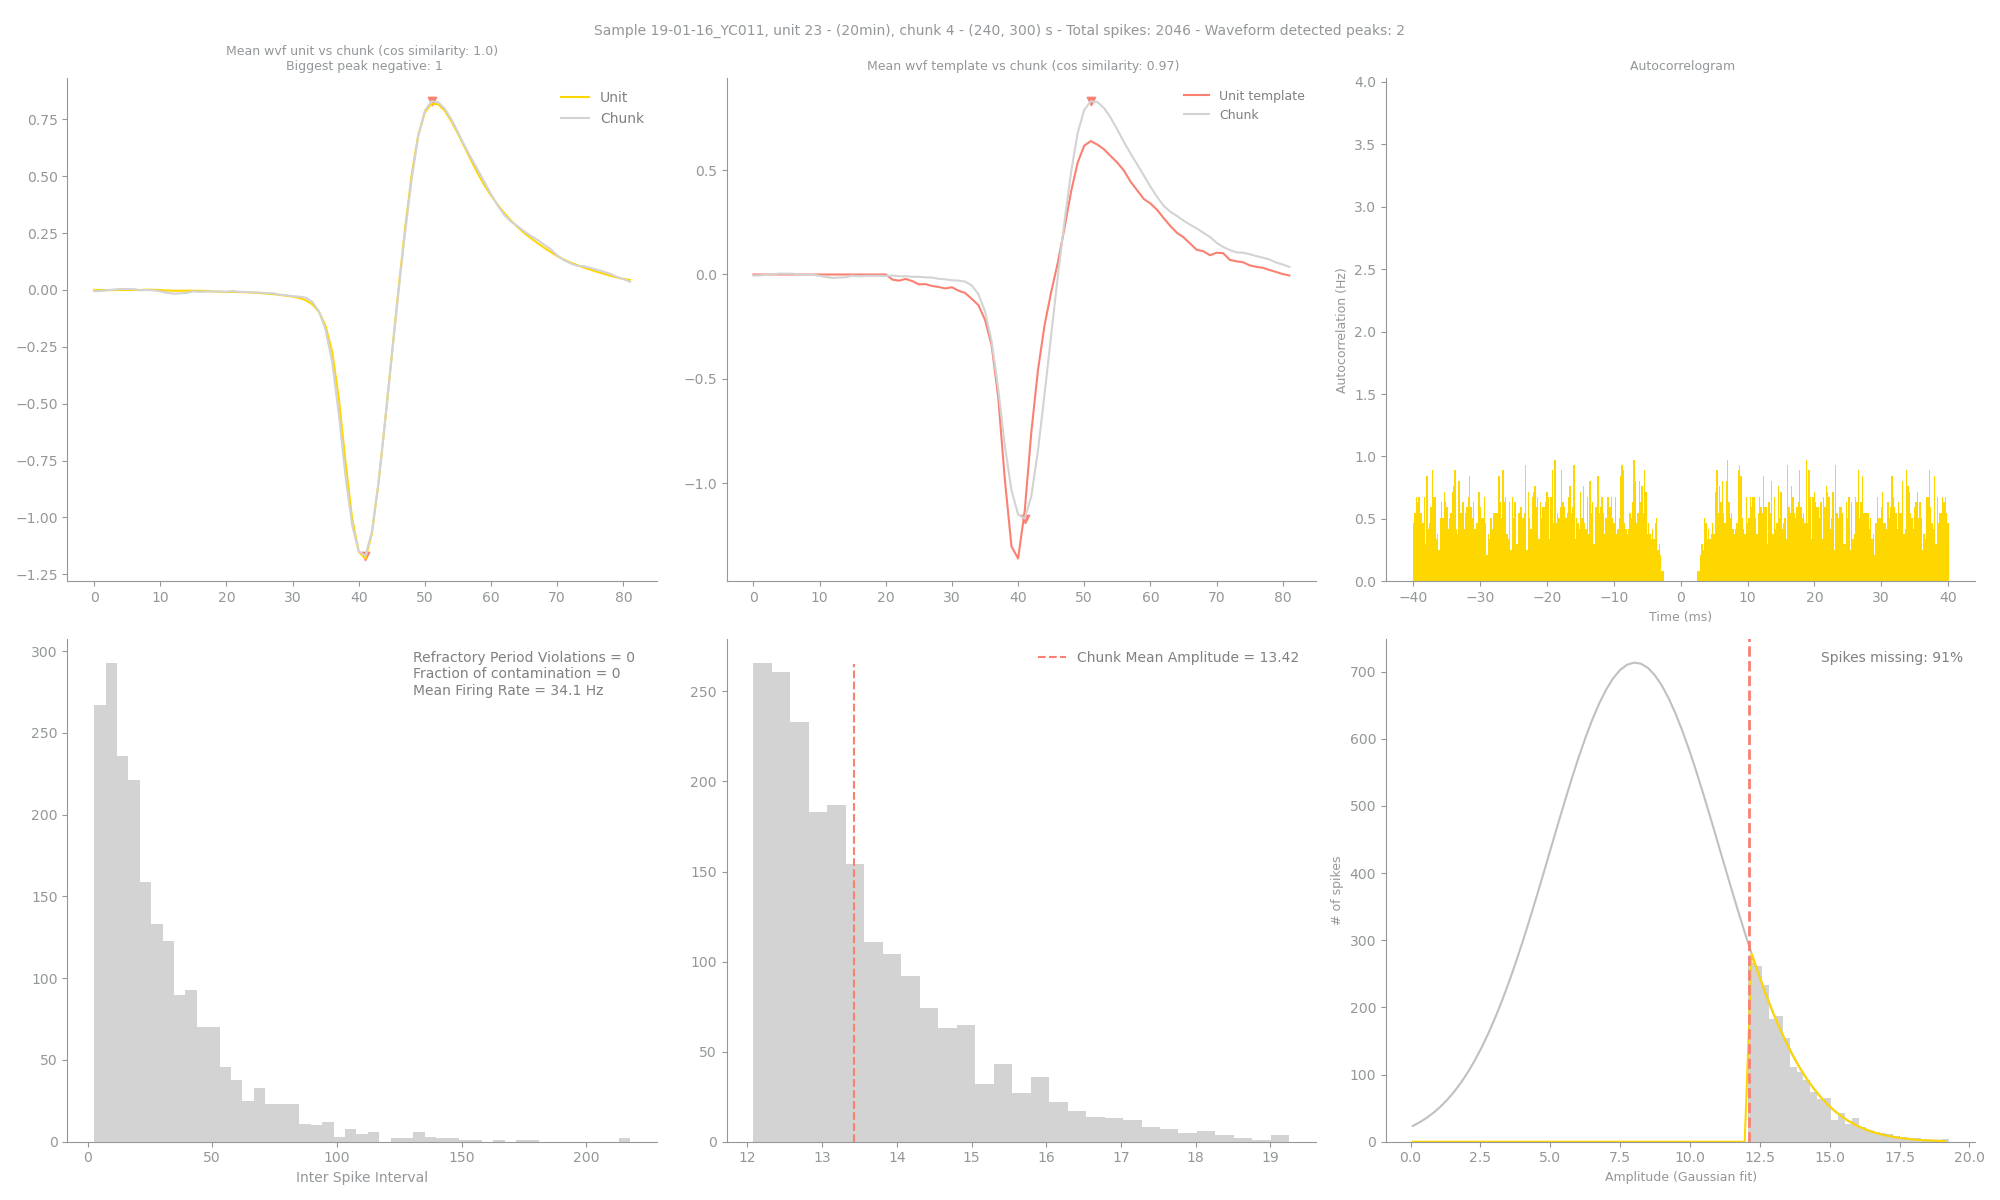 Sample 19-01-16_YC011, unit 23 - (20min), chunk 4 - (240, 300) s - Total spikes: 2046 - Waveform detected peaks: 2
Mean wvf unit vs chunk (cos similarity: 1.0)
Biggest peak negative: 1
Unit
Chunk
0.75
0.50
0.25
0.00
−0.25
−0.50
−0.75
−1.00
−1.25
0 10 20 30 40 50 60 70 80
Mean wvf template vs chunk (cos similarity: 0.97)
Unit template
Chunk
0.5
0.0
−0.5
−1.0
0 10 20 30 40 50 60 70 80
Autocorrelogram
Autocorrelation (Hz)
4.0
3.5
3.0
2.5
2.0
1.5
1.0
0.5
0.0
−40 −30 −20 −10 0 10 20 30 40
Time (ms)
Refractory Period Violations = 0
Fraction of contamination = 0
Mean Firing Rate = 34.1 Hz
300
250
200
150
100
50
0
0 50 100 150 200
Inter Spike Interval
Chunk Mean Amplitude = 13.42
250
200
150
100
50
0
12 13 14 15 16 17 18 19
Spikes missing: 91%
# of spikes
700
600
500
400
300
200
100
0
0.0 2.5 5.0 7.5 10.0 12.5 15.0 17.5 20.0
Amplitude (Gaussian fit)